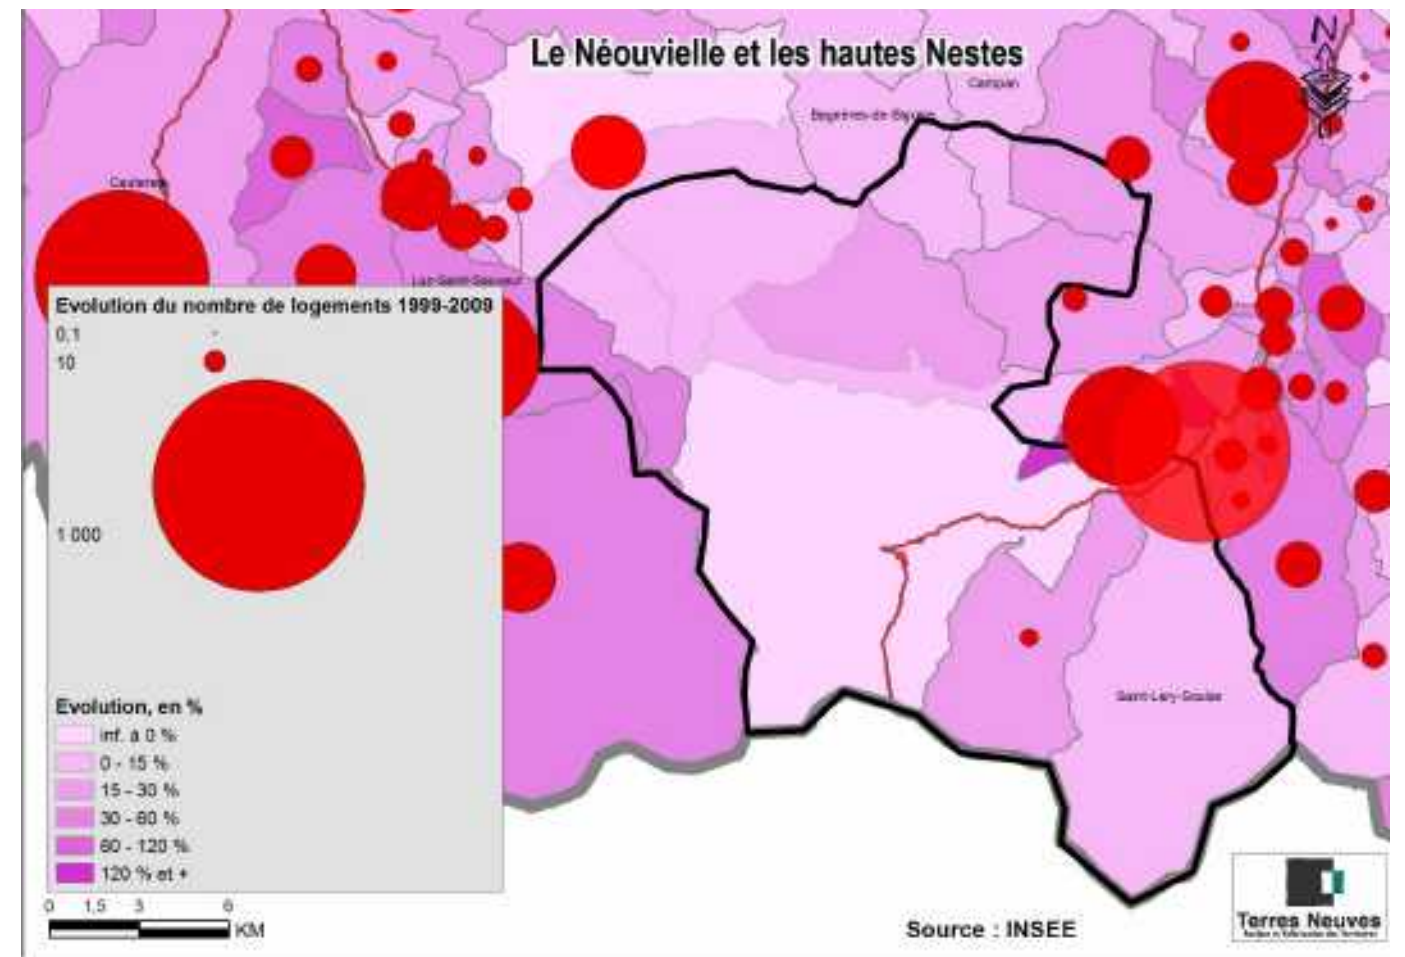 Le Néouvielle et les hautes Nestes
N
Campan
Bagnères-de-Bigorre
Cauterets
Luz-Saint-Sauveur
Evolution du nombre de logements 1999-2009
0,1
10
1 000
Evolution, en %
inf. à 0 %
0 - 15 %
15 - 30 %
30 - 60 %
60 - 120 %
120 % et +
0 1,5 3 6
KM
Saint-Lary-Soulan
Source : INSEE
Terres Neuves